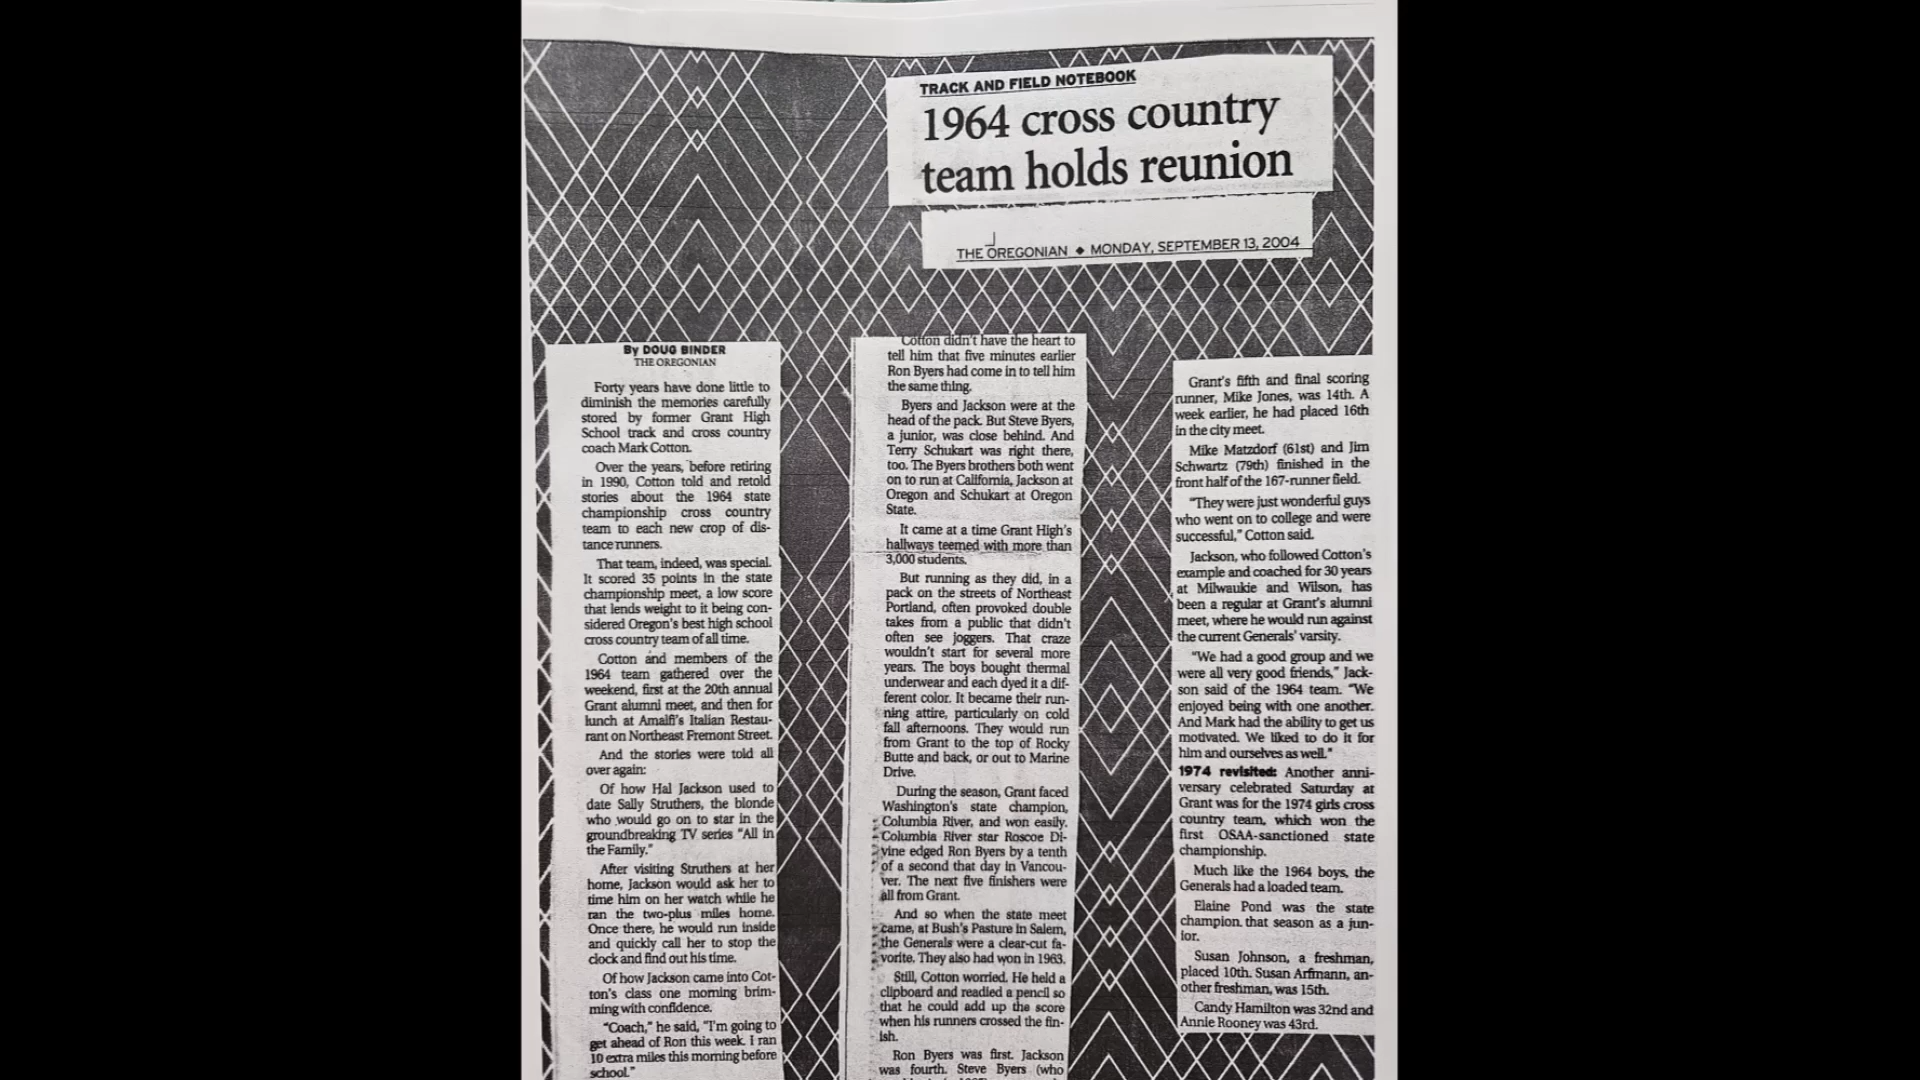 TRACK AND FIELD NOTEBOOK
1964 cross country
team holds reunion
THE OREGONIAN ◆ MONDAY, SEPTEMBER 13, 2004
By DOUG BINDER
THE OREGONIAN
Forty years have done little to
diminish the memories carefully
stored by former Grant High
School track and cross country
coach Mark Cotton.
Over the years, before retiring
in 1990, Cotton told and retold
stories about the 1964 state
championship cross country
team to each new crop of dis-
tance runners.
That team, indeed, was special.
It scored 35 points in the state
championship meet, a low score
that lends weight to it being con-
sidered Oregon's best high school
cross country team of all time.
Cotton and members of the
1964 team gathered over the
weekend, first at the 20th annual
Grant alumni meet, and then for
lunch at Amalfi's Italian Restau-
rant on Northeast Fremont Street.
And the stories were told all
over again:
Of how Hal Jackson used to
date Sally Struthers, the blonde
who would go on to star in the
groundbreaking TV series "All in
the Family."
After visiting Struthers at her
home, Jackson would ask her to
time him on her watch while he
ran the two-plus miles home.
Once there, he would run inside
and quickly call her to stop the
clock and find out his time.
Of how Jackson came into Cot-
ton's class one morning brim-
ming with confidence.
"Coach," he said, "I'm going to
get ahead of Ron this week. I ran
10 extra miles this morning before
school."
Cotton didn't have the heart to
tell him that five minutes earlier
Ron Byers had come in to tell him
the same thing.
Byers and Jackson were at the
head of the pack. But Steve Byers,
a junior, was close behind. And
Terry Schukart was right there,
too. The Byers brothers both went
on to run at California, Jackson at
Oregon and Schukart at Oregon
State.
It came at a time Grant High's
hallways teemed with more than
3,000 students.
But running as they did, in a
pack on the streets of Northeast
Portland, often provoked double
takes from a public that didn't
often see joggers. That craze
wouldn't start for several more
years. The boys bought thermal
underwear and each dyed it a dif-
ferent color. It became their run-
ning attire, particularly on cold
fall afternoons. They would run
from Grant to the top of Rocky
Butte and back, or out to Marine
Drive.
During the season, Grant faced
Washington's state champion,
Columbia River, and won easily.
Columbia River star Roscoe Di-
vine edged Ron Byers by a tenth
of a second that day in Vancou-
ver. The next five finishers were
all from Grant.
And so when the state meet
came, at Bush's Pasture in Salem,
the Generals were a clear-cut fa-
vorite. They also had won in 1963.
Still, Cotton worried. He held a
clipboard and readied a pencil so
that he could add up the score
when his runners crossed the fin-
ish.
Ron Byers was first. Jackson
was fourth. Steve Byers (who
Grant's fifth and final scoring
runner, Mike Jones, was 14th. A
week earlier, he had placed 16th
in the city meet.
Mike Matzdorf (61st) and Jim
Schwartz (79th) finished in the
front half of the 167-runner field.
"They were just wonderful guys
who went on to college and were
successful," Cotton said.
Jackson, who followed Cotton's
example and coached for 30 years
at Milwaukie and Wilson, has
been a regular at Grant's alumni
meet, where he would run against
the current Generals' varsity.
"We had a good group and we
were all very good friends," Jack-
son said of the 1964 team. "We
enjoyed being with one another.
And Mark had the ability to get us
motivated. We liked to do it for
him and ourselves as well."
1974 revisited: Another anni-
versary celebrated Saturday at
Grant was for the 1974 girls cross
country team, which won the
first OSAA-sanctioned state
championship.
Much like the 1964 boys, the
Generals had a loaded team.
Elaine Pond was the state
champion that season as a jun-
ior.
Susan Johnson, a freshman,
placed 10th. Susan Arfmann, an-
other freshman, was 15th.
Candy Hamilton was 32nd and
Annie Rooney was 43rd.